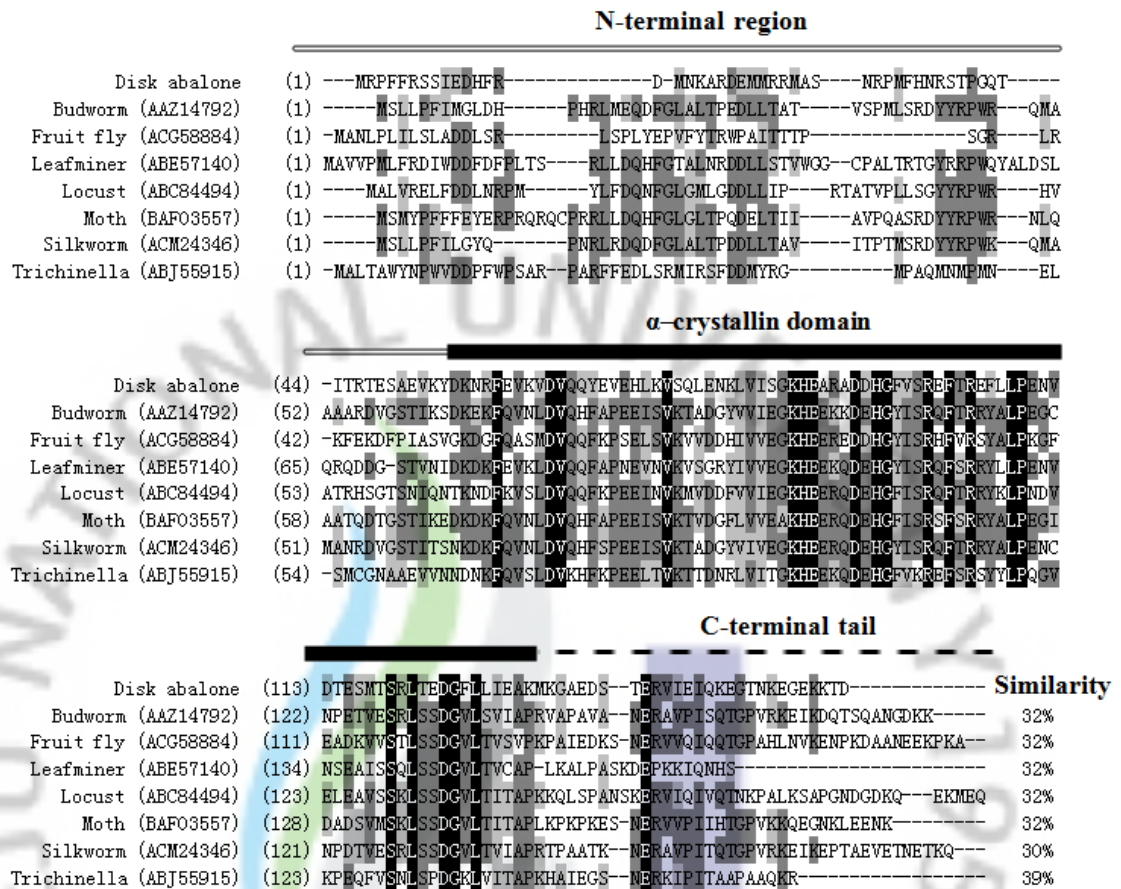 N-terminal region
Disk abalone (1) ----MRPFFRSSIEDHFR--------------D-MNKARDEMMRRMAS----NRPMFHNRSTPGQT-----
Budworm (AAZ14792) (1) -----MSLLPFIMGLDH------PHRLMEQDFGLALTPEDLLTAT-----VSPMLSRDYYRPWR---QMA
Fruit fly (ACG58884) (1) -MANLPLILSLADDLSR---------LSPLYEPVFYTRWPAITTTP---------------SGR----LR
Leafminer (ABE57140) (1) MAVVPMLFRDIWDDFDFPLTS----RLLDQHFGTALNRDDLLSTVWGG--CPALTRTGYRRPWQYALDSL
Locust (ABC84494) (1) ----MALVRELFDDLNRPM-------YLFDQNFGLGMLGDDLLIP----RTATVPLLSGYYRPWR---HV
Moth (BAF03557) (1) -----MSMYPFFFEYERPRQRQCPRRLLDQHFGLGLTPQDELTII-----AVPQASRDYYRPWR---NLQ
Silkworm (ACM24346) (1) -----MSLLPFILGYQ-------PNRLRDQDFGLALTPDDLLTAV-----ITPTMSRDYYRPWK---QMA
Trichinella (ABJ55915) (1) -MALTAWYNPWVDDPFWPSAR--PARFFEDLSRMIRSFDDMYRG----------MPAQMNMPMN----EL
α–crystallin domain
Disk abalone (44) -ITRTESAEVKYDKNRFEVKVDVQQYEVEHLKVSQLENKLVISGKHEARADDHGFVSREFTREFLLPENV
Budworm (AAZ14792) (52) AAARDVGSTIKSDKEKFQVNLDVQHFAPEEISVKTADGYVVIEGKHEEKKDEHGYISRQFTRRYALPEGC
Fruit fly (ACG58884) (42) -KFEKDFPIASVGKDGFQASMDVQQFKPSELSVKVVDDHIVVEGKHEEREDDHGYISRHFVRSYALPKGF
Leafminer (ABE57140) (65) QRQDDG-STVNIDKDKFEVKLDVQQFAPNEVNVKVSGRYIVVEGKHEEKQDEHGYISRQFSRRYLLPENV
Locust (ABC84494) (53) ATRHSGTSNIQNTKNDFKVSLDVQQFKPEEINVKMVDDFVVIEGKHEERQDEHGFISRQFTRRYKLPNDV
Moth (BAF03557) (58) AATQDTGSTIKEDKDKFQVNLDVQHFAPEEISVKTVDGFLVVEAKHEERQDEHGFISRSFSRRYALPEGI
Silkworm (ACM24346) (51) MANRDVGSTITSNKDKFQVNLDVQHFSPEEISVKTADGYVIVEGKHEERQDEHGYISRQFTRRYALPENC
Trichinella (ABJ55915) (54) -SMCGNAAEVVNNDNKFQVSLDVKHFKPEELTVKTTDNRLVITGKHEERQDEHGFVKREFSRSYYLPQGV
C-terminal tail
Disk abalone (113) DTESMTSRLTEDGFLLIEAKMKGAEDS--TERVIEIQKEGTNKEGEKKTD------------- Similarity
Budworm (AAZ14792) (122) NPETVESRLSSDGVLSVIAPRVAPAVA--NERAVPISQTGPVRKEIKDQTSQANGDKK----- 32%
Fruit fly (ACG58884) (111) EADKVVSTLSSDGVLTVSVPKPAIEDKS-NERVVQIQQTGPAHLNVKENPKDAANEEKPKA-- 32%
Leafminer (ABE57140) (134) NSEAISSQLSSDGVLTVCAP-LKALPASKDEPKKIQNHS------------------------ 32%
Locust (ABC84494) (123) ELEAVSSKLSSDGVLTITAPKKQLSPANSKERVIQIVQTNKPALKSAPGNDGDKQ---EKMEQ 32%
Moth (BAF03557) (128) DADSVMSKLSSDGVLTITAPLKPKPKES-NERVVPIIHTGPVKKQEGNKLEENK--------- 32%
Silkworm (ACM24346) (121) NPDTVESRLSSDGVLTVIAPRTPAATK--NERAVPITQTGPVRKEIKEPTAEVETNETKQ--- 30%
Trichinella (ABJ55915) (123) KPEQFVSNLSPDGKLVITAPKHAIEGS--NERKIPITAAPAAQKR------------------ 39%